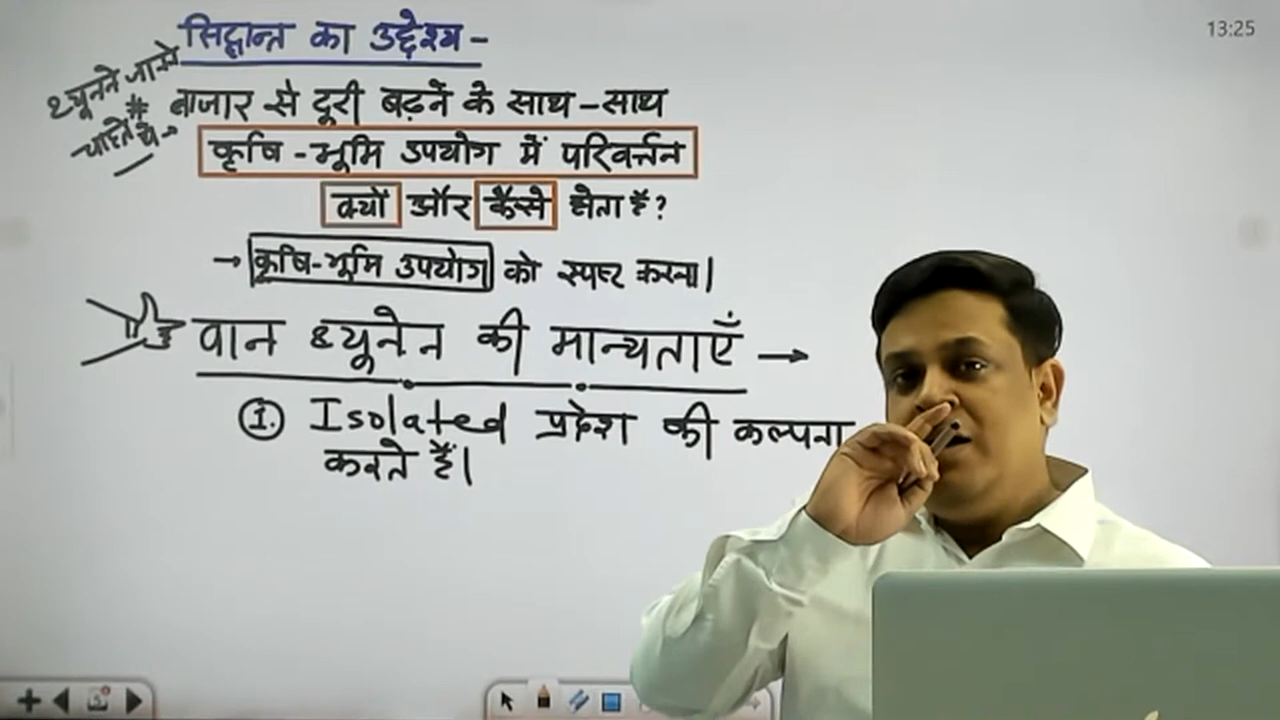 13:25
सिद्धान्त का उद्देश्य -
थूनने जानने
चाहते थे →
* बाजार से दूरी बढ़ने के साथ-साथ
कृषि-भूमि उपयोग में परिवर्त्तन
क्यों और कैसे होता है?
→ कृषि-भूमि उपयोग को स्पष्ट करना।
वान थ्यूनेन की मान्यताएँ →
①. Isolated प्रदेश की कल्पना
करते हैं।